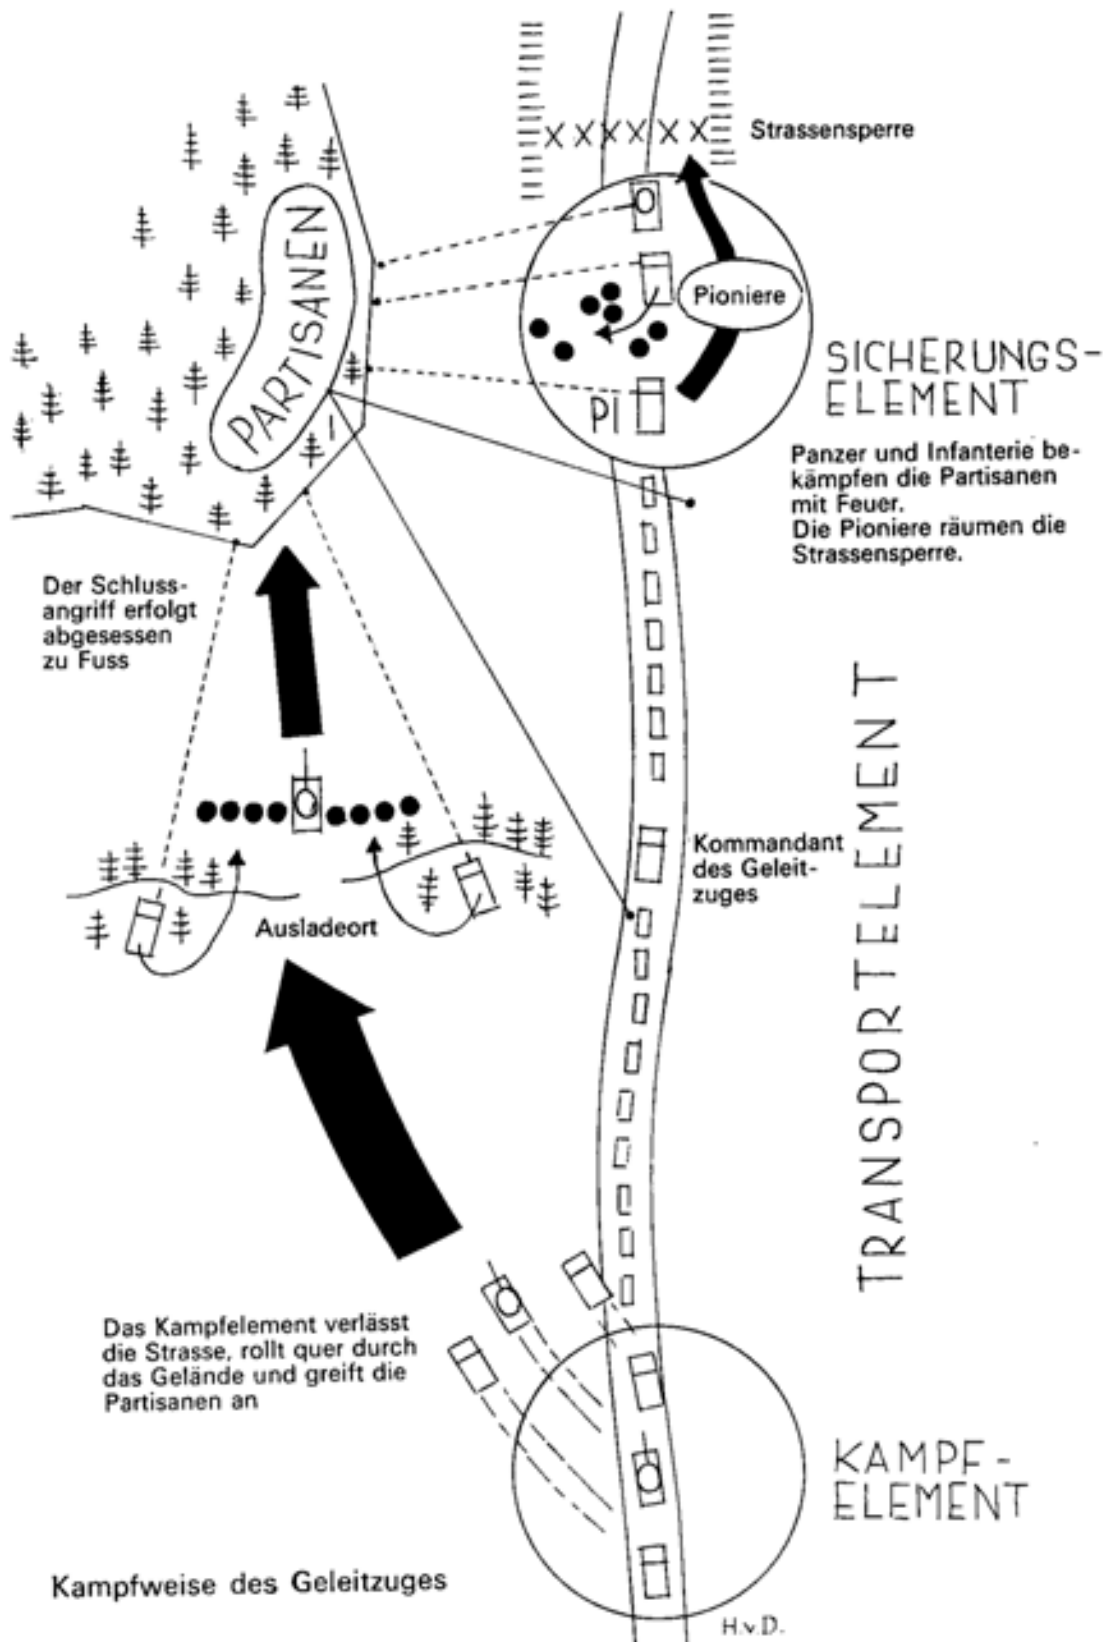 Strassensperre
PARTISANEN
Pioniere
PI
SICHERUNGS-
ELEMENT
Panzer und Infanterie be-
kämpfen die Partisanen
mit Feuer.
Die Pioniere räumen die
Strassensperre.
Der Schluss-
angriff erfolgt
abgesessen
zu Fuss
TRANSPORTELEMENT
Kommandant
des Geleit-
zuges
Ausladeort
Das Kampfelement verlässt
die Strasse, rollt quer durch
das Gelände und greift die
Partisanen an
KAMPF-
ELEMENT
Kampfweise des Geleitzuges
H.v.D.